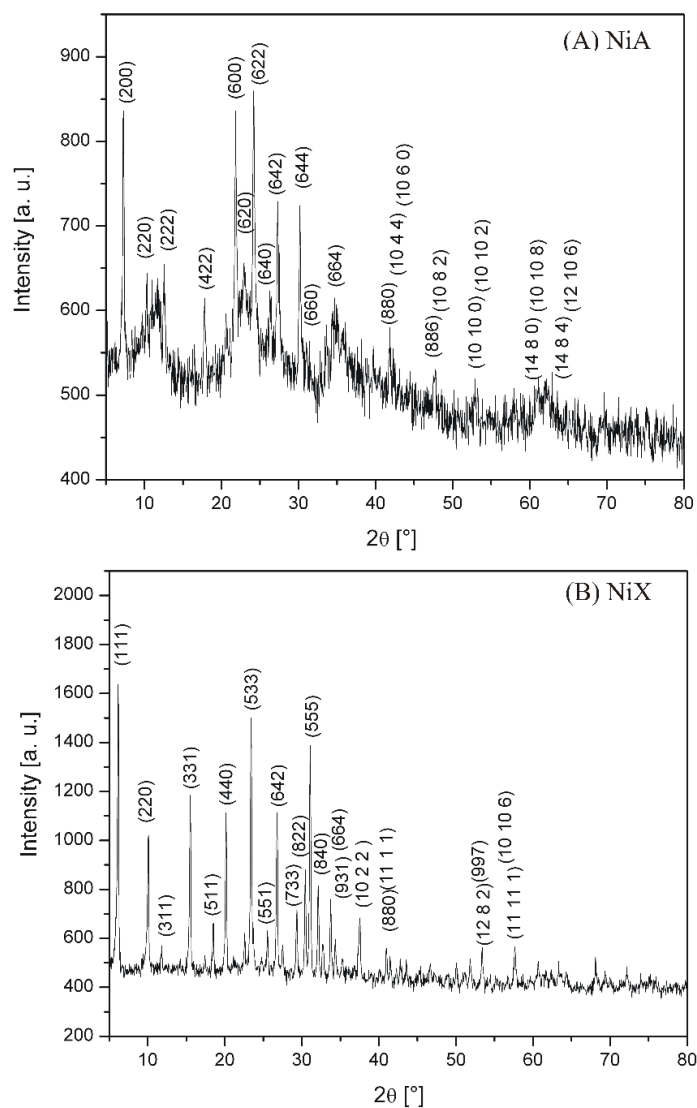 (A) NiA
900
800
700
600
500
400
Intensity [a. u.]
(200)
(220)
(222)
(422)
(600)
(620)
(622)
(640)
(642)
(644)
(660)
(664)
(880)
(10 4 4)
(10 6 0)
(886)
(10 8 2)
(10 10 0)
(10 10 2)
(14 8 0)
(10 10 8)
(14 8 4)
(12 10 6)
10 20 30 40 50 60 70 80
2θ [°]
(B) NiX
2000
1800
1600
1400
1200
1000
800
600
400
200
Intensity [a. u.]
(111)
(220)
(311)
(331)
(511)
(440)
(533)
(551)
(642)
(733)
(822)
(555)
(840)
(664)
(931)
(10 2 2)
(880)
(11 1 1)
(12 8 2)
(997)
(11 11 1)
(10 10 6)
10 20 30 40 50 60 70 80
2θ [°]